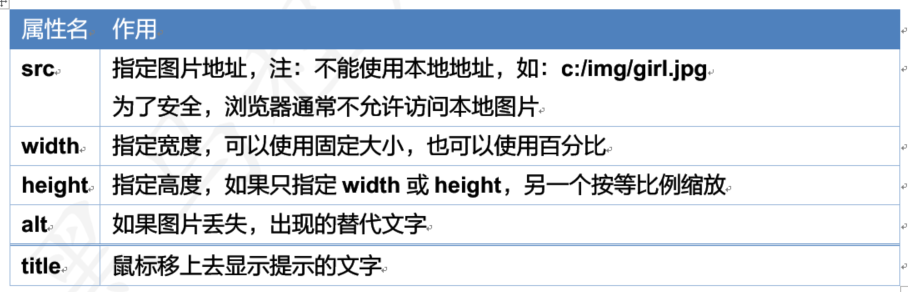 属性名 作用
src 指定图片地址，注：不能使用本地地址，如：c:/img/girl.jpg
为了安全，浏览器通常不允许访问本地图片
width 指定宽度，可以使用固定大小，也可以使用百分比
height 指定高度，如果只指定 width 或 height，另一个按等比例缩放
alt 如果图片丢失，出现的替代文字
title 鼠标移上去显示提示的文字